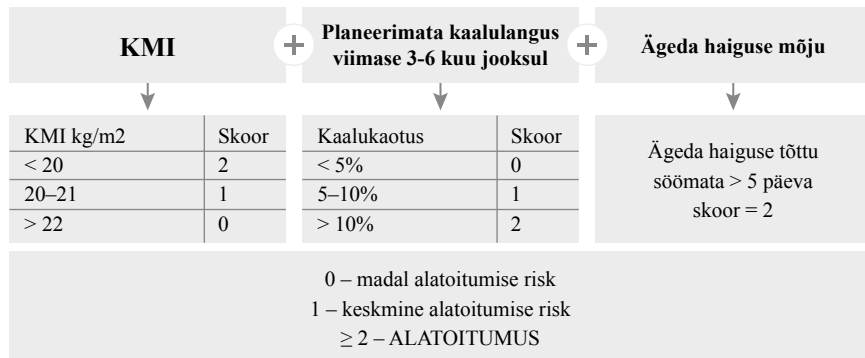 KMI
+
Planeerimata kaalulangus
viimase 3-6 kuu jooksul
+
Ägeda haiguse mõju
KMI kg/m2 Skoor
< 20 2
20–21 1
> 22 0
Kaalukaotus Skoor
< 5% 0
5–10% 1
> 10% 2
Ägeda haiguse tõttu
söömata > 5 päeva
skoor = 2
0 – madal alatoitumise risk
1 – keskmine alatoitumise risk
≥ 2 – ALATOITUMUS